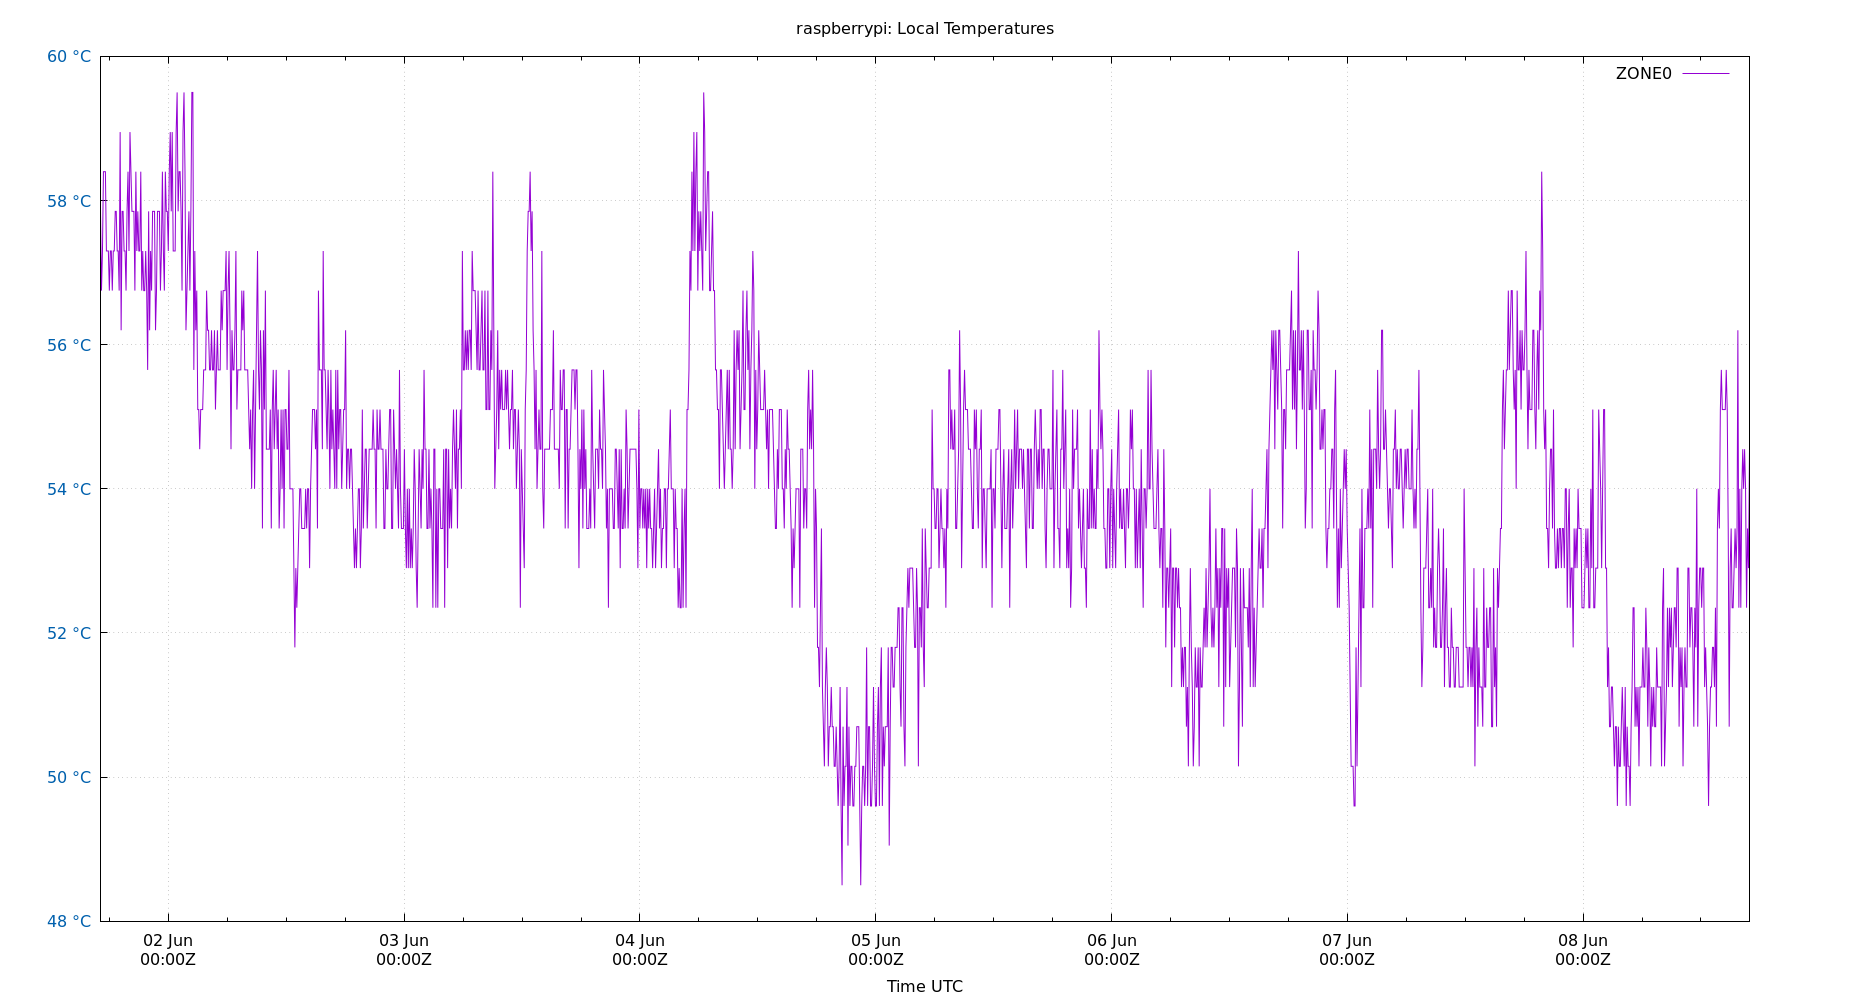 raspberrypi: Local Temperatures
60 °C
ZONE0
58 °C
56 °C
54 °C
52 °C
50 °C
48 °C
02 Jun 03 Jun 04 Jun 05 Jun 06 Jun 07 Jun 08 Jun
00:00Z 00:00Z 00:00Z 00:00Z 00:00Z 00:00Z 00:00Z
Time UTC